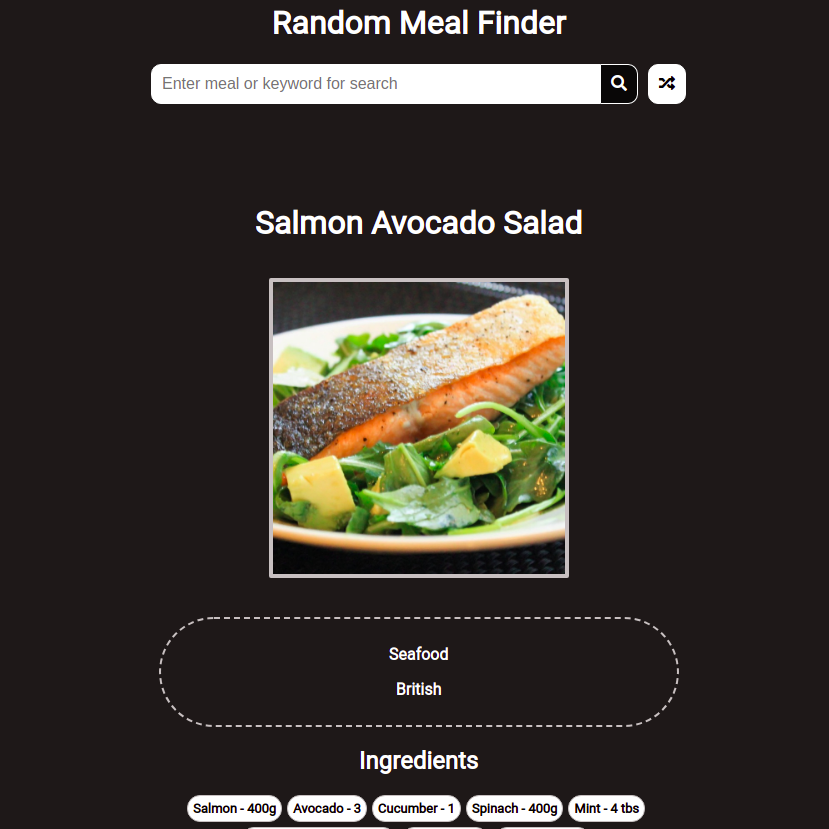 Random Meal Finder
Enter meal or keyword for search
Salmon Avocado Salad
Seafood
British
Ingredients
Salmon - 400g Avocado - 3 Cucumber - 1 Spinach - 400g Mint - 4 tbs